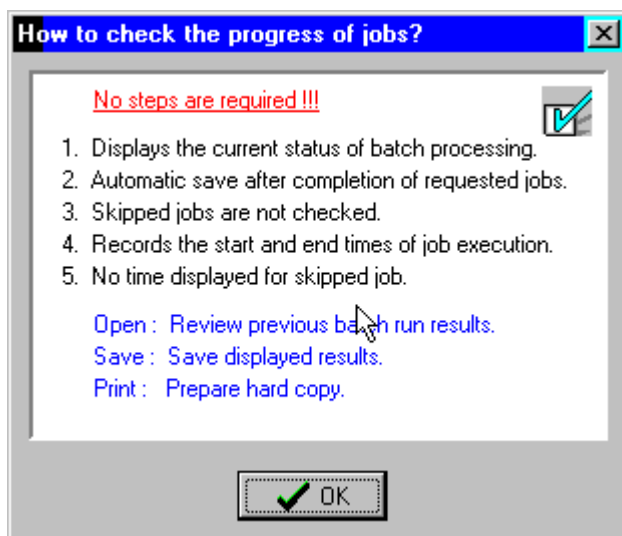 How to check the progress of jobs?
No steps are required !!!
1. Displays the current status of batch processing.
2. Automatic save after completion of requested jobs.
3. Skipped jobs are not checked.
4. Records the start and end times of job execution.
5. No time displayed for skipped job.
Open : Review previous batch run results.
Save : Save displayed results.
Print : Prepare hard copy.
OK